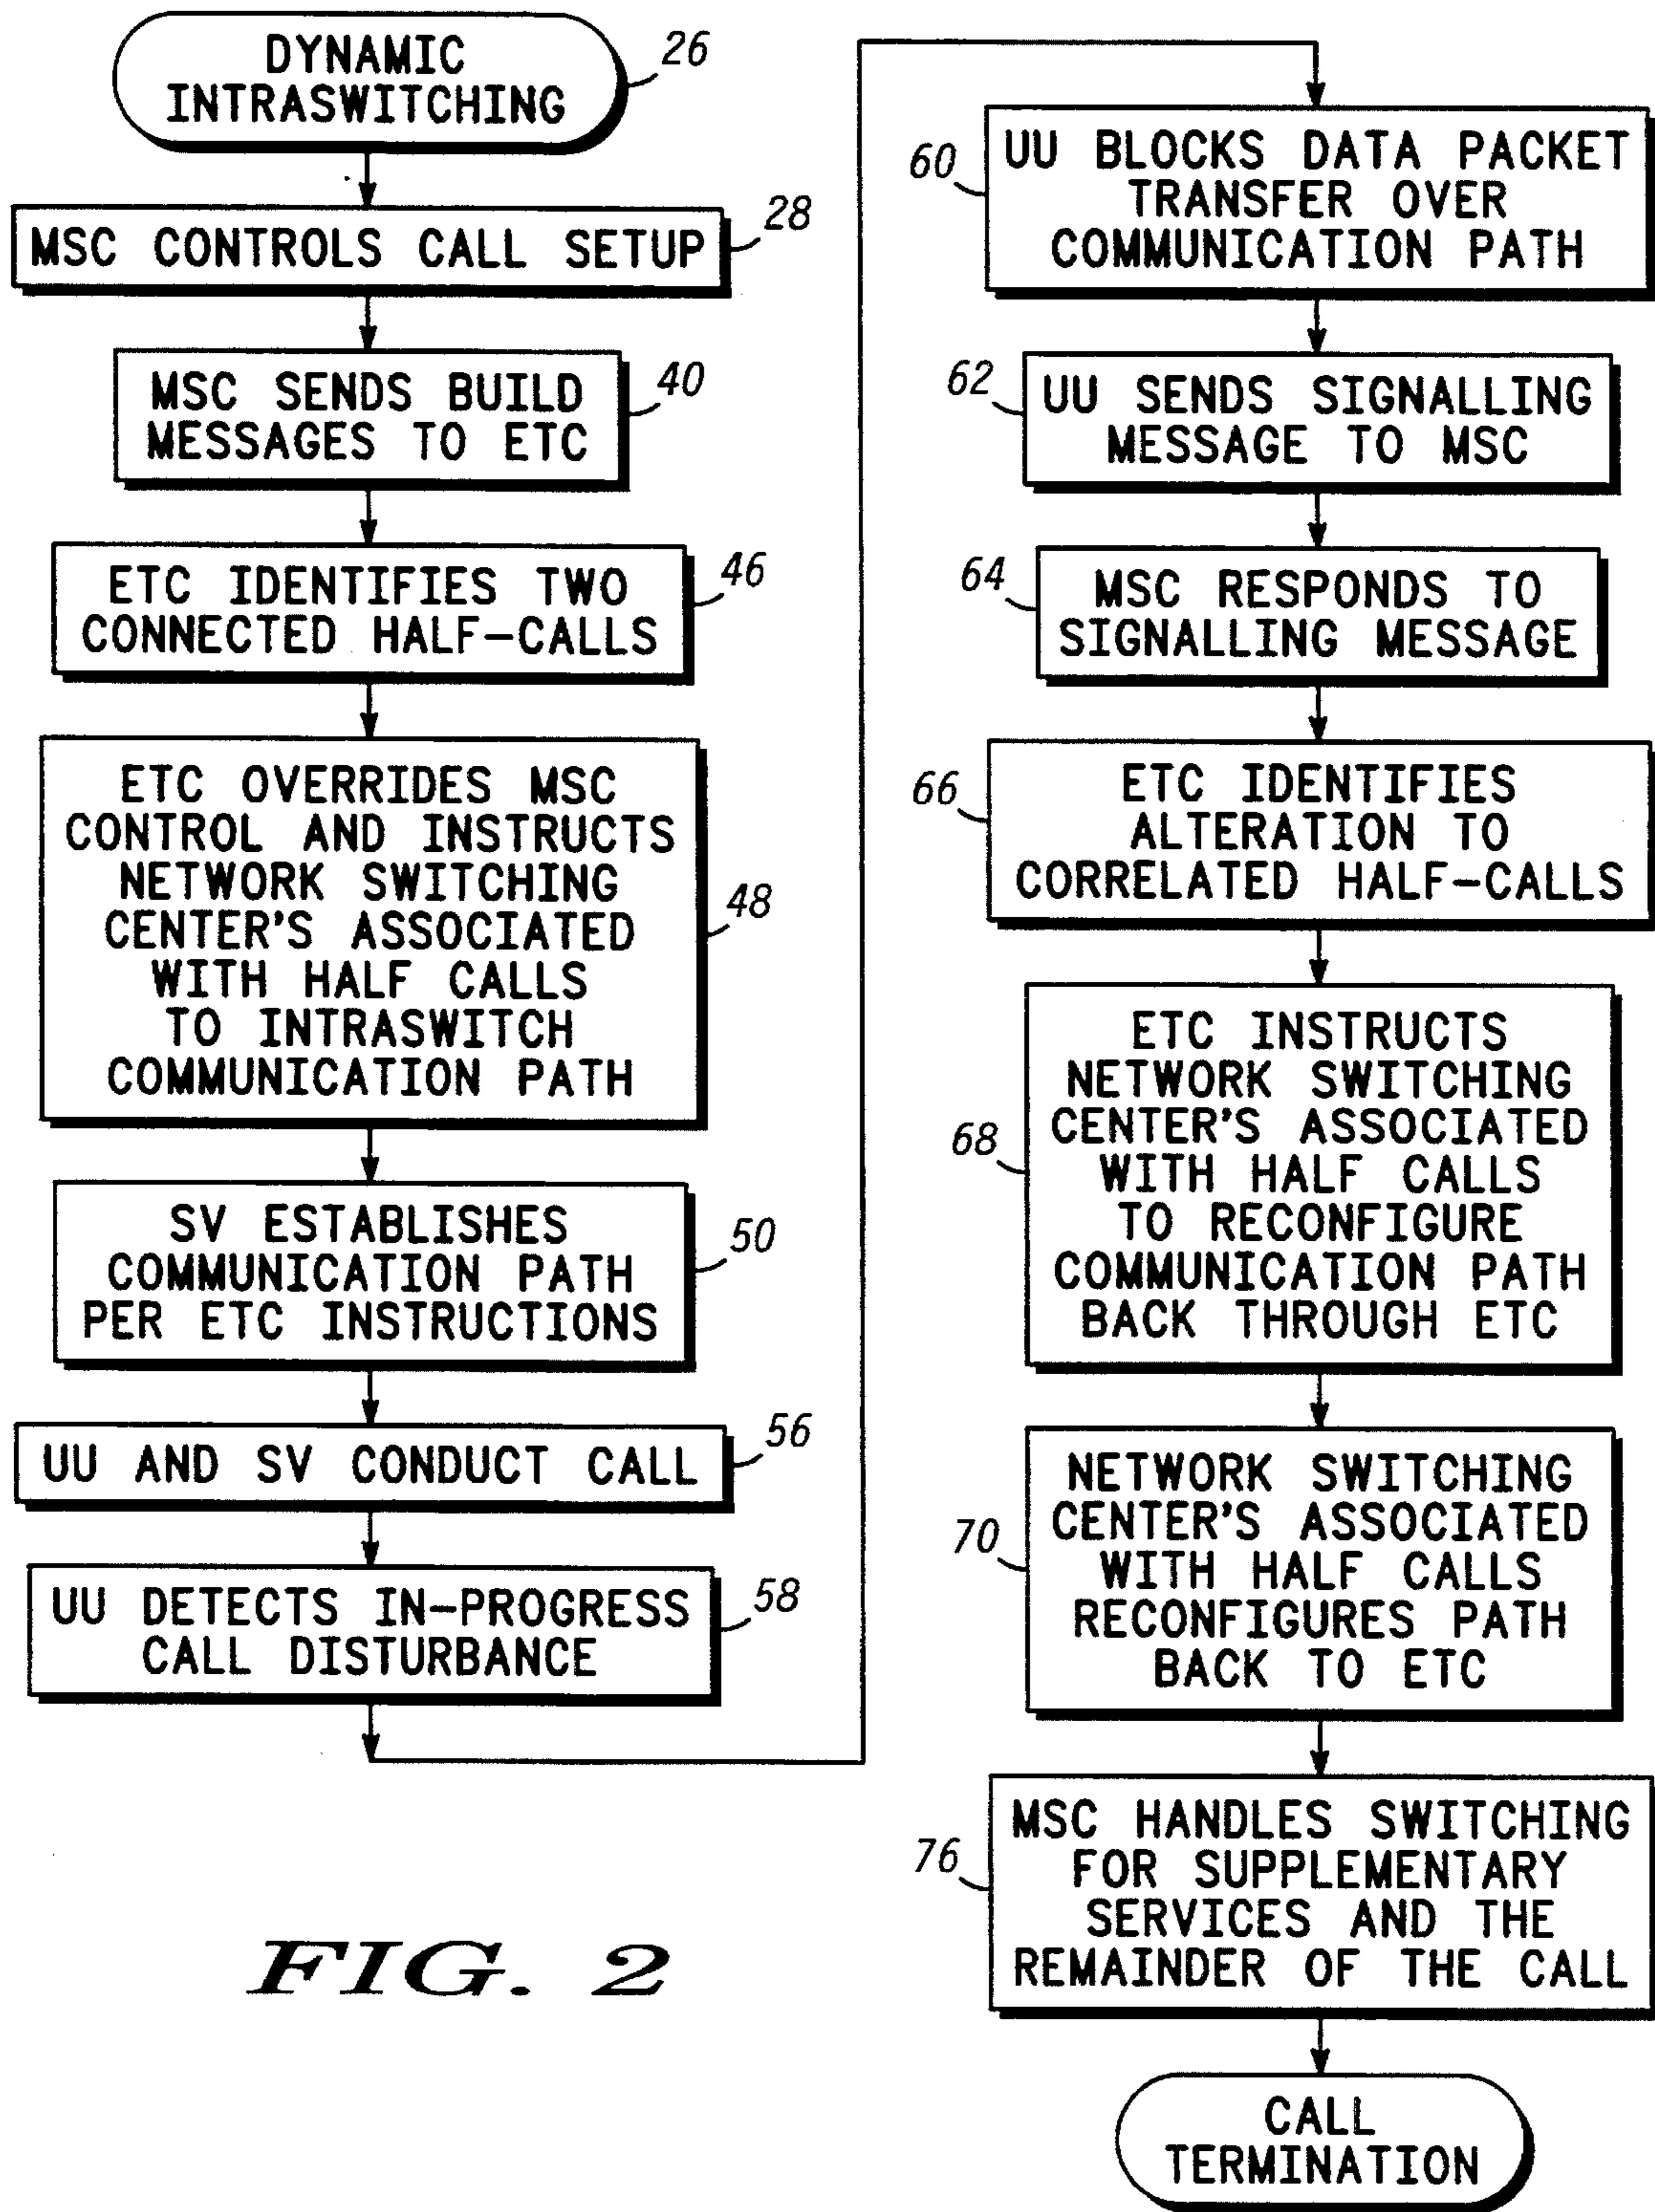 DYNAMIC
INTRASWITCHING
26
MSC CONTROLS CALL SETUP
28
MSC SENDS BUILD
MESSAGES TO ETC
40
ETC IDENTIFIES TWO
CONNECTED HALF-CALLS
46
ETC OVERRIDES MSC
CONTROL AND INSTRUCTS
NETWORK SWITCHING
CENTER'S ASSOCIATED
WITH HALF CALLS
TO INTRASWITCH
COMMUNICATION PATH
48
SV ESTABLISHES
COMMUNICATION PATH
PER ETC INSTRUCTIONS
50
UU AND SV CONDUCT CALL
56
UU DETECTS IN-PROGRESS
CALL DISTURBANCE
58
60
UU BLOCKS DATA PACKET
TRANSFER OVER
COMMUNICATION PATH
62
UU SENDS SIGNALLING
MESSAGE TO MSC
64
MSC RESPONDS TO
SIGNALLING MESSAGE
66
ETC IDENTIFIES
ALTERATION TO
CORRELATED HALF-CALLS
68
ETC INSTRUCTS
NETWORK SWITCHING
CENTER'S ASSOCIATED
WITH HALF CALLS
TO RECONFIGURE
COMMUNICATION PATH
BACK THROUGH ETC
70
NETWORK SWITCHING
CENTER'S ASSOCIATED
WITH HALF CALLS
RECONFIGURES PATH
BACK TO ETC
76
MSC HANDLES SWITCHING
FOR SUPPLEMENTARY
SERVICES AND THE
REMAINDER OF THE CALL
CALL
TERMINATION
FIG. 2